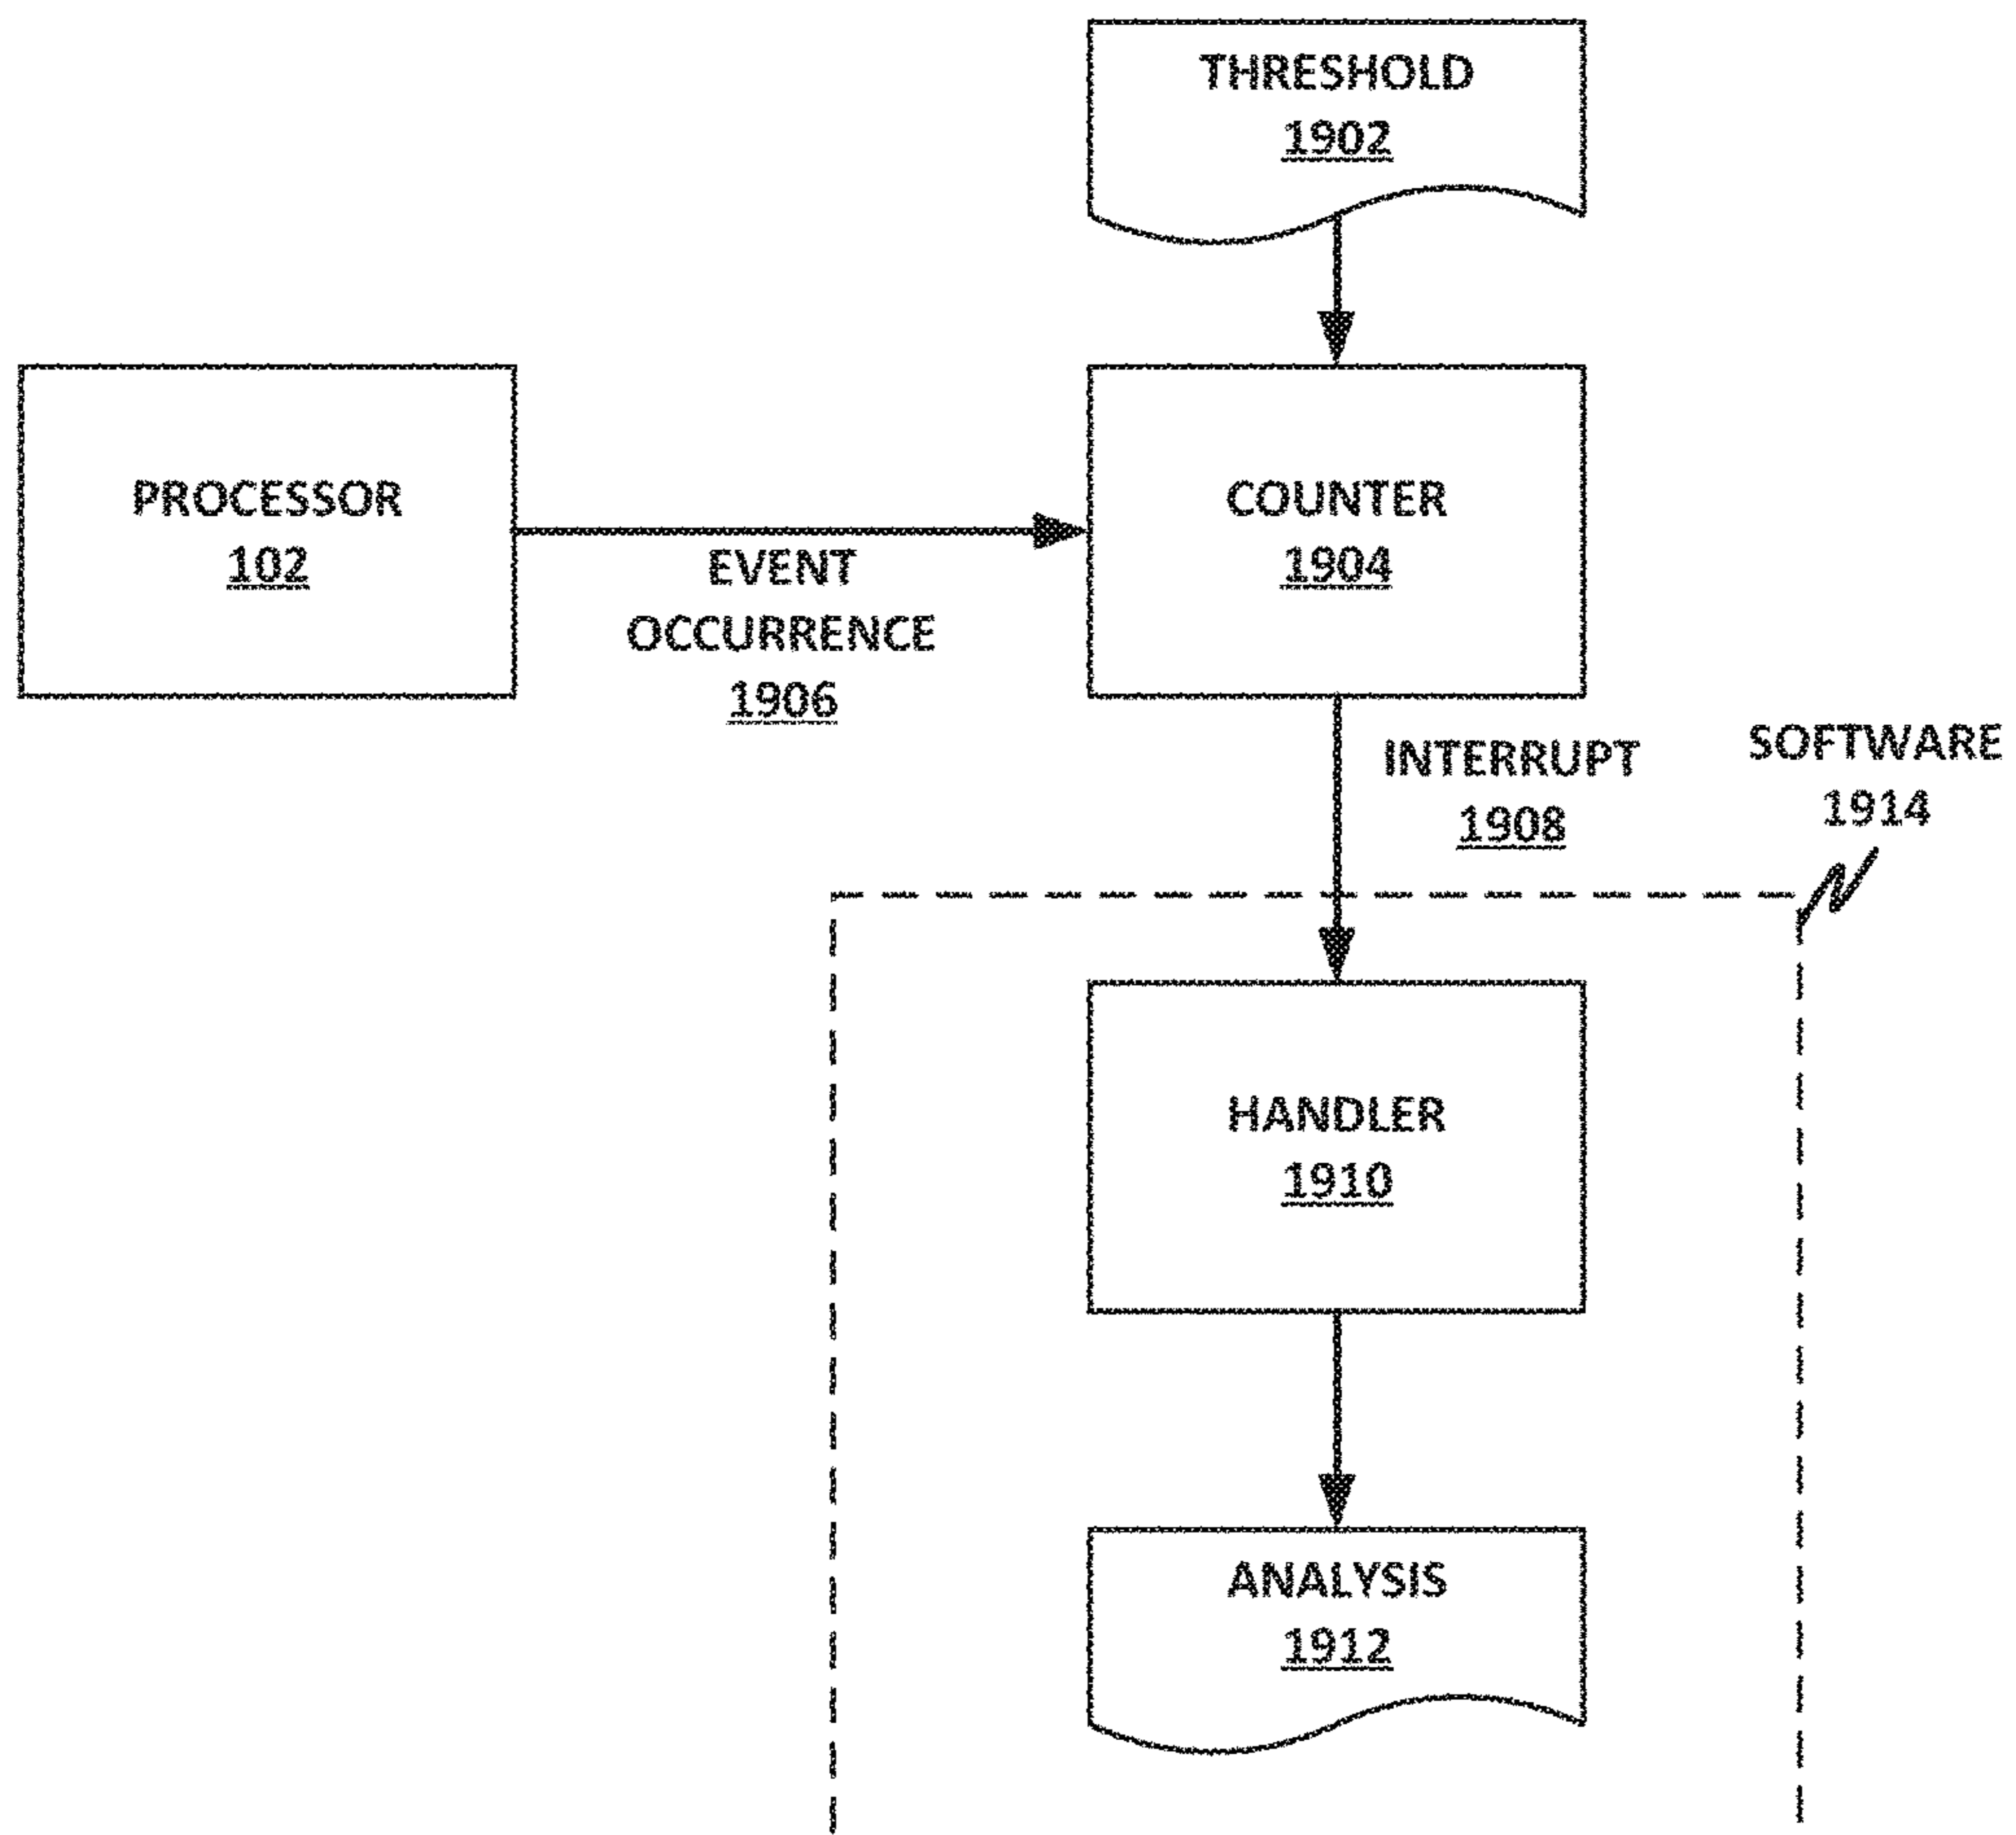 THRESHOLD
1902
PROCESSOR
102
EVENT
OCCURRENCE
1906
COUNTER
1904
INTERRUPT
1908
SOFTWARE
1914
HANDLER
1910
ANALYSIS
1912